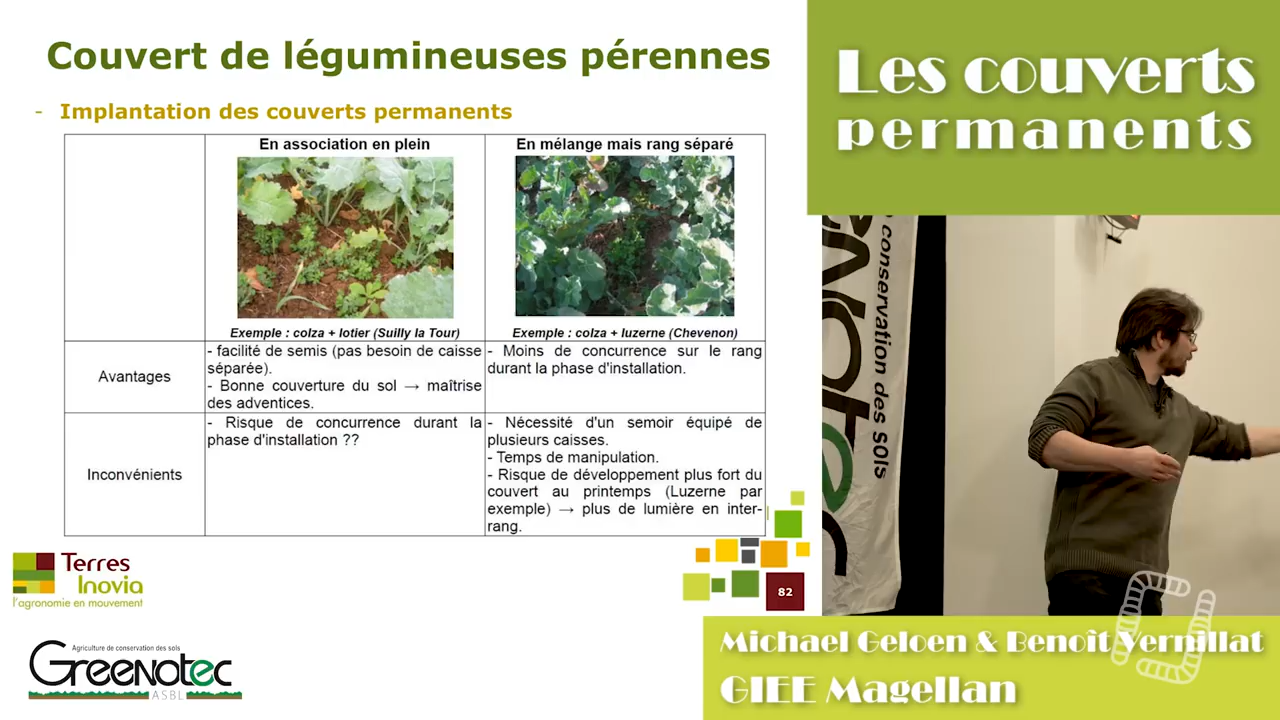 Couvert de légumineuses pérennes
- Implantation des couverts permanents
En association en plein
En mélange mais rang séparé
Exemple : colza + lotier (Suilly la Tour)
Exemple : colza + luzerne (Chevenon)
Avantages
- facilité de semis (pas besoin de caisse
séparée).
- Bonne couverture du sol → maîtrise
des adventices.
- Moins de concurrence sur le rang
durant la phase d'installation.
Inconvénients
- Risque de concurrence durant la
phase d'installation ??
- Nécessité d'un semoir équipé de
plusieurs caisses.
- Temps de manipulation.
- Risque de développement plus fort du
couvert au printemps (Luzerne par
exemple) → plus de lumière en inter-
rang.
82
Terres
Inovia
l'agronomie en mouvement
Agriculture de conservation des sols
Greenotec
ASBL
Les couverts
permanents
conservation des sols
Michael Geloen & Benoît Vernillat
GIEE Magellan